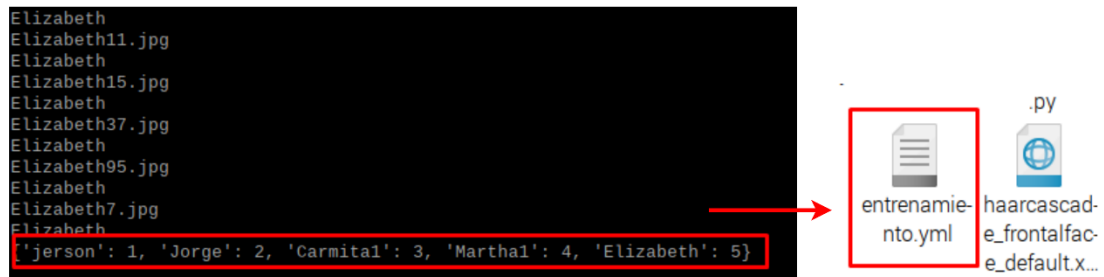 Elizabeth
Elizabeth11.jpg
Elizabeth
Elizabeth15.jpg
Elizabeth
Elizabeth37.jpg
Elizabeth
Elizabeth95.jpg
Elizabeth
Elizabeth7.jpg
Elizabeth
{'jerson': 1, 'Jorge': 2, 'Carmita1': 3, 'Martha1': 4, 'Elizabeth': 5}
.py
entrenamie-
nto.yml
haarcascad-
e_frontalfac-
e_default.x...